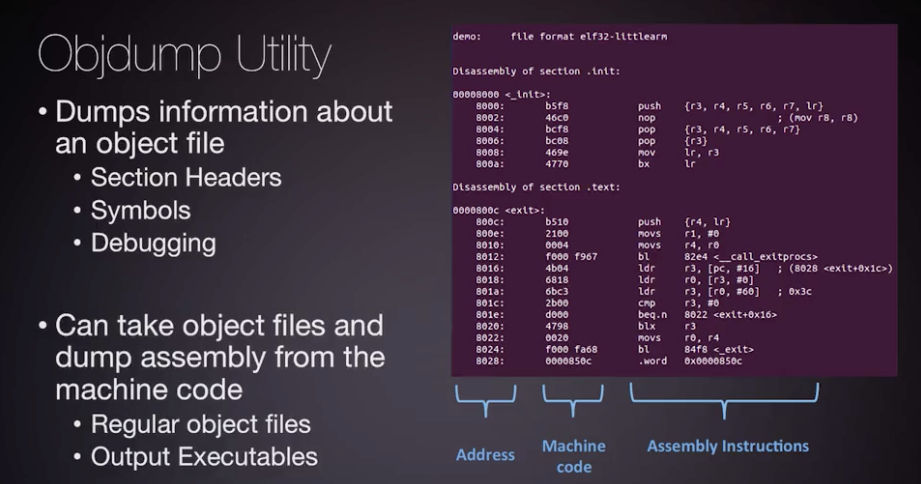 Objdump Utility
• Dumps information about
an object file
• Section Headers
• Symbols
• Debugging
• Can take object files and
dump assembly from the
machine code
• Regular object files
• Output Executables
demo:     file format elf32-littlearm
Disassembly of section .init:
00008000 <_init>:
8000:	b5f8	push	{r3, r4, r5, r6, r7, lr}
8002:	46c0	nop	; (mov r8, r8)
8004:	bcf8	pop	{r3, r4, r5, r6, r7}
8006:	bc08	pop	{r3}
8008:	469e	mov	lr, r3
800a:	4770	bx	lr
Disassembly of section .text:
0000800c <exit>:
800c:	b510	push	{r4, lr}
800e:	2100	movs	r1, #0
8010:	0004	movs	r4, r0
8012:	f000 f967	bl	82e4 <__call_exitprocs>
8016:	4b04	ldr	r3, [pc, #16]	; (8028 <exit+0x1c>)
8018:	6818	ldr	r0, [r3, #0]
801a:	6bc3	ldr	r3, [r0, #60]	; 0x3c
801c:	2b00	cmp	r3, #0
801e:	d000	beq.n	8022 <exit+0x16>
8020:	4798	blx	r3
8022:	0020	movs	r0, r4
8024:	f000 fa68	bl	84f8 <_exit>
8028:	0000850c	.word	0x0000850c
Address
Machine
code
Assembly Instructions